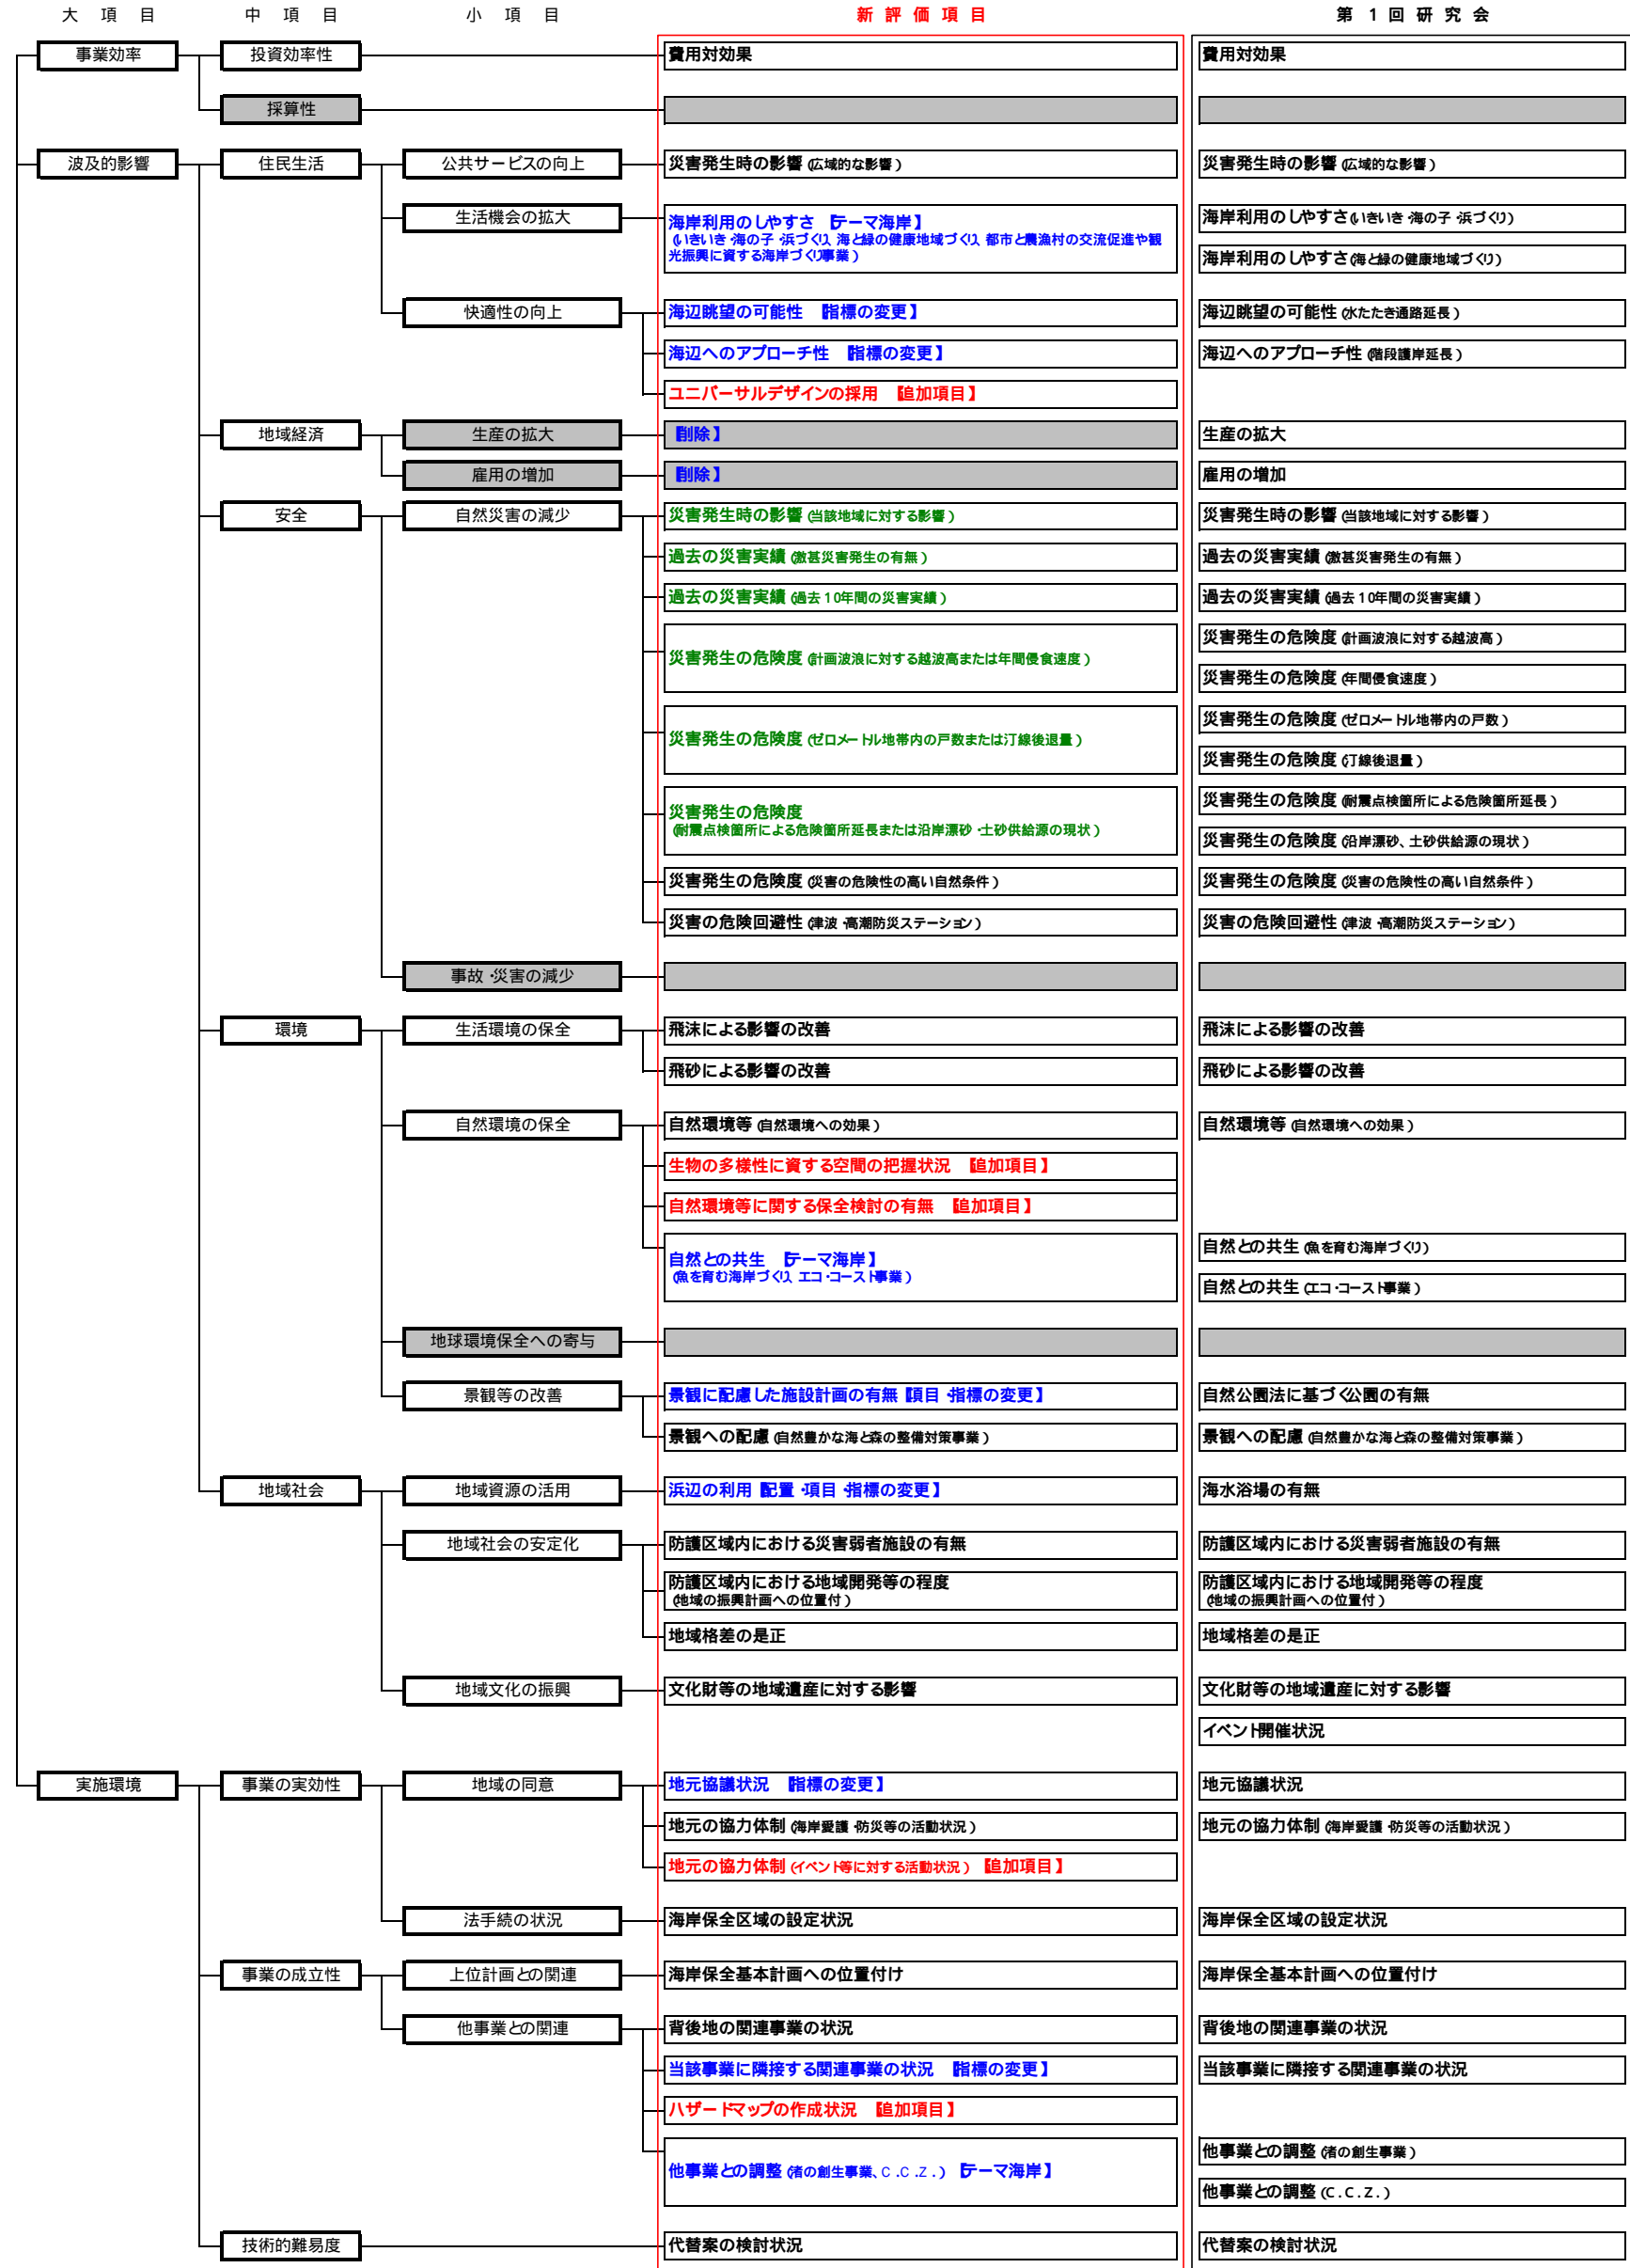 大 項 目　中 項 目　小 項 目　新 評 価 項 目　第 1 回 研 究 会
事業効率　投資効率性　費用対効果　費用対効果
採算性
波及的影響　住民生活　公共サービスの向上　災害発生時の影響 (広域的な影響)　災害発生時の影響 (広域的な影響)
生活機会の拡大　海岸利用のしやすさ 【テーマ海岸】
(いきいき・海の子・浜づくり、海と緑の健康地域づくり、都市と農漁村の交流促進や観
光振興に資する海岸づくり事業)
海岸利用のしやすさ(いきいき・海の子・浜づくり)
海岸利用のしやすさ(海と緑の健康地域づくり)
快適性の向上　海辺眺望の可能性 【指標の変更】　海辺眺望の可能性 (水たたき通路延長)
海辺へのアプローチ性 【指標の変更】　海辺へのアプローチ性 (階段護岸延長)
ユニバーサルデザインの採用 【追加項目】
地域経済　生産の拡大　【削除】　生産の拡大
雇用の増加　【削除】　雇用の増加
安全　自然災害の減少　災害発生時の影響 (当該地域に対する影響)　災害発生時の影響 (当該地域に対する影響)
過去の災害実績 (激甚災害発生の有無)　過去の災害実績 (激甚災害発生の有無)
過去の災害実績 (過去10年間の災害実績)　過去の災害実績 (過去10年間の災害実績)
災害発生の危険度 (計画波浪に対する越波高または年間侵食速度)
災害発生の危険度 (計画波浪に対する越波高)
災害発生の危険度 (年間侵食速度)
災害発生の危険度 (ゼロメートル地帯内の戸数または汀線後退量)
災害発生の危険度 (ゼロメートル地帯内の戸数)
災害発生の危険度 (汀線後退量)
災害発生の危険度
(耐震点検箇所による危険箇所延長または沿岸漂砂・土砂供給源の現状)
災害発生の危険度 (耐震点検箇所による危険箇所延長)
災害発生の危険度 (沿岸漂砂、土砂供給源の現状)
災害発生の危険度 (災害の危険性の高い自然条件)　災害発生の危険度 (災害の危険性の高い自然条件)
災害の危険回避性 (津波・高潮防災ステーション)　災害の危険回避性 (津波・高潮防災ステーション)
事故・災害の減少
環境　生活環境の保全　飛沫による影響の改善　飛沫による影響の改善
飛砂による影響の改善　飛砂による影響の改善
自然環境の保全　自然環境等 (自然環境への効果)　自然環境等 (自然環境への効果)
生物の多様性に資する空間の把握状況 【追加項目】
自然環境等に関する保全検討の有無 【追加項目】
自然との共生 【テーマ海岸】
(魚を育む海岸づくり、エコ・コースト事業)
自然との共生 (魚を育む海岸づくり)
自然との共生 (エコ・コースト事業)
地球環境保全への寄与
景観等の改善　景観に配慮した施設計画の有無 【項目・指標の変更】　自然公園法に基づく公園の有無
景観への配慮 (自然豊かな海と森の整備対策事業)　景観への配慮 (自然豊かな海と森の整備対策事業)
地域社会　地域資源の活用　浜辺の利用 【配置・項目・指標の変更】　海水浴場の有無
地域社会の安定化　防護区域内における災害弱者施設の有無　防護区域内における災害弱者施設の有無
防護区域内における地域開発等の程度　防護区域内における地域開発等の程度
(地域の振興計画への位置付)　(地域の振興計画への位置付)
地域格差の是正　地域格差の是正
地域文化の振興　文化財等の地域遺産に対する影響　文化財等の地域遺産に対する影響
イベント開催状況
実施環境　事業の実効性　地域の同意　地元協議状況 【指標の変更】　地元協議状況
地元の協力体制 (海岸愛護・防災等の活動状況)　地元の協力体制 (海岸愛護・防災等の活動状況)
地元の協力体制 (イベント等に対する活動状況) 【追加項目】
法手続の状況　海岸保全区域の設定状況　海岸保全区域の設定状況
事業の成立性　上位計画との関連　海岸保全基本計画への位置付け　海岸保全基本計画への位置付け
他事業との関連　背後地の関連事業の状況　背後地の関連事業の状況
当該事業に隣接する関連事業の状況 【指標の変更】　当該事業に隣接する関連事業の状況
ハザードマップの作成状況 【追加項目】
他事業との調整 (渚の創生事業、C.C.Z.) 【テーマ海岸】
他事業との調整 (渚の創生事業)
他事業との調整 (C.C.Z.)
技術的難易度　代替案の検討状況　代替案の検討状況